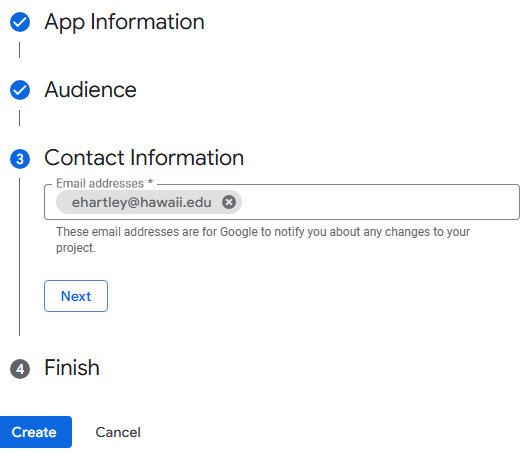 App Information
Audience
3 Contact Information
Email addresses *
ehartley@hawaii.edu
These email addresses are for Google to notify you about any changes to your
project.
Next
4 Finish
Create Cancel